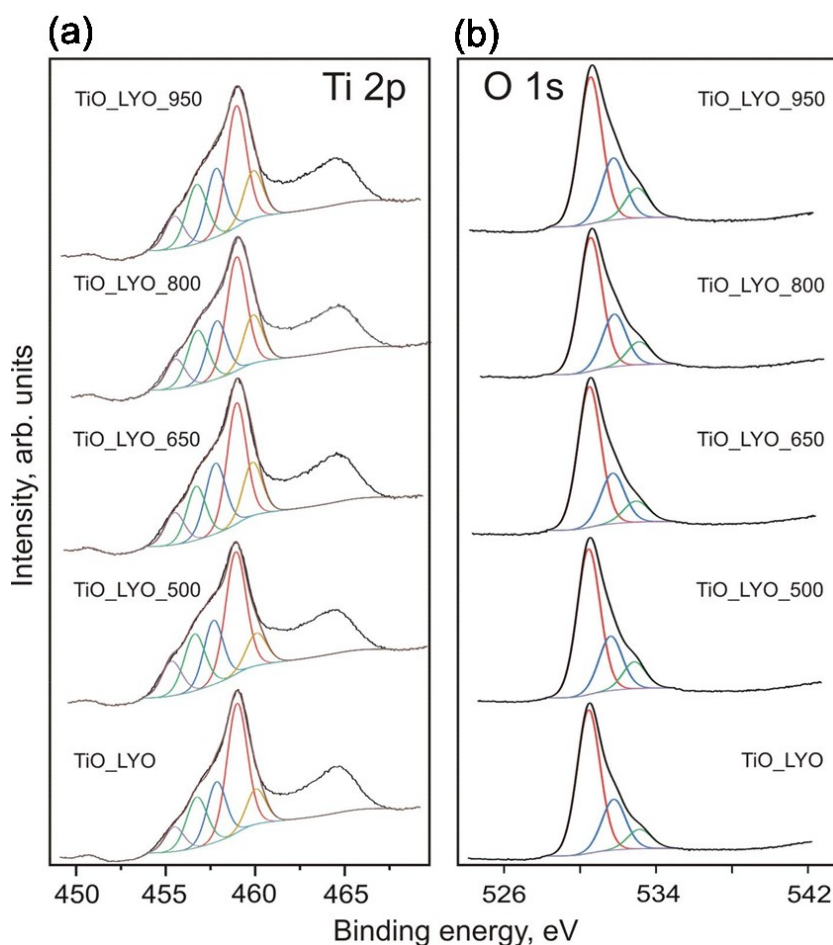 (a)
Ti 2p
TiO_LYO_950
TiO_LYO_800
TiO_LYO_650
TiO_LYO_500
TiO_LYO
450 455 460 465
(b)
O 1s
TiO_LYO_950
TiO_LYO_800
TiO_LYO_650
TiO_LYO_500
TiO_LYO
526 534 542
Intensity, arb. units
Binding energy, eV